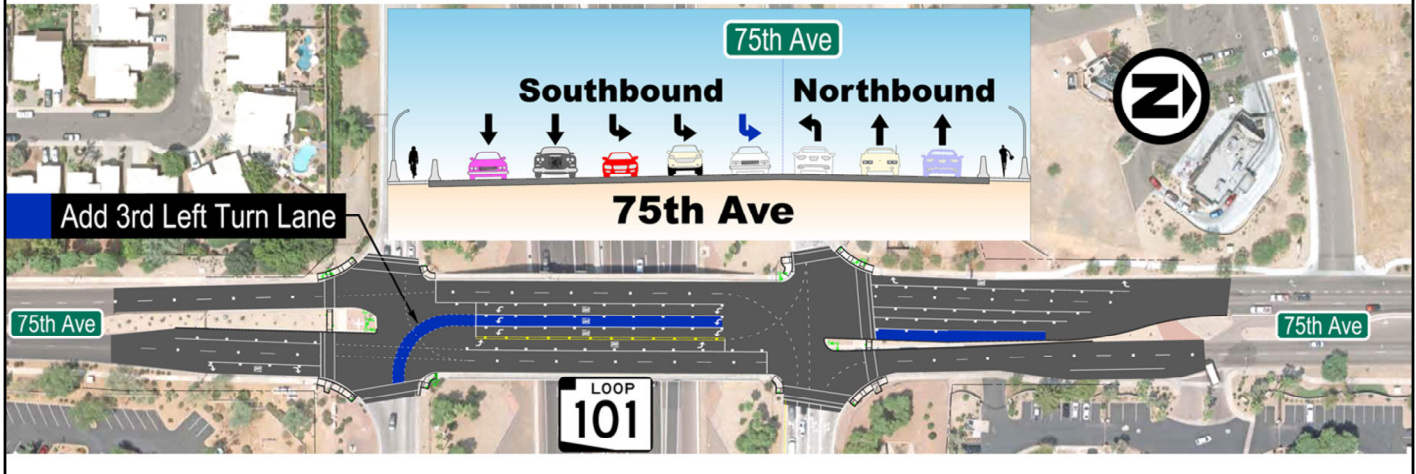 75th Ave
Southbound
Northbound
N
75th Ave
Add 3rd Left Turn Lane
75th Ave
75th Ave
LOOP
101